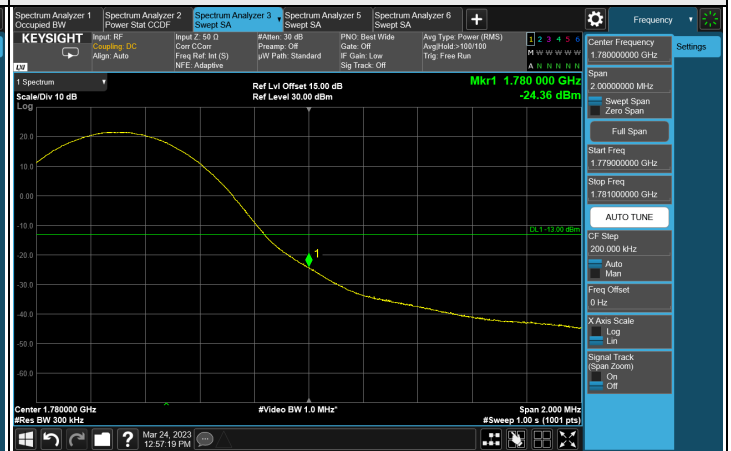 Spectrum Analyzer 1
Occupied BW
Spectrum Analyzer 2
Power Stat CCDF
Spectrum Analyzer 3
Swept SA
Spectrum Analyzer 5
Swept SA
Spectrum Analyzer 6
Swept SA
+
Frequency
KEYSIGHT
Input: RF
Coupling: DC
Align: Auto
Input Z: 50 Ω
Corr CCorr
Freq Ref: Int (S)
NFE: Adaptive
#Atten: 30 dB
Preamp: Off
µW Path: Standard
PNO: Best Wide
Gate: Off
IF Gain: Low
Sig Track: Off
Avg Type: Power (RMS)
Avg|Hold:>100/100
Trig: Free Run
1 2 3 4 5 6
M W W W W W
A N N N N N
LXI
1 Spectrum
Scale/Div 10 dB
Ref Lvl Offset 15.00 dB
Ref Level 30.00 dBm
Mkr1 1.780 000 GHz
-24.36 dBm
Log
20.0
10.0
0.00
-10.0
-20.0
-30.0
-40.0
-50.0
-60.0
DL1 -13.00 dBm
1
Center 1.780000 GHz
#Res BW 300 kHz
#Video BW 1.0 MHz*
Span 2.000 MHz
#Sweep 1.00 s (1001 pts)
Center Frequency
1.780000000 GHz
Settings
Span
2.00000000 MHz
Swept Span
Zero Span
Full Span
Start Freq
1.779000000 GHz
Stop Freq
1.781000000 GHz
AUTO TUNE
CF Step
200.000 kHz
Auto
Man
Freq Offset
0 Hz
X Axis Scale
Log
Lin
Signal Track
(Span Zoom)
On
Off
?
Mar 24, 2023
12:57:19 PM